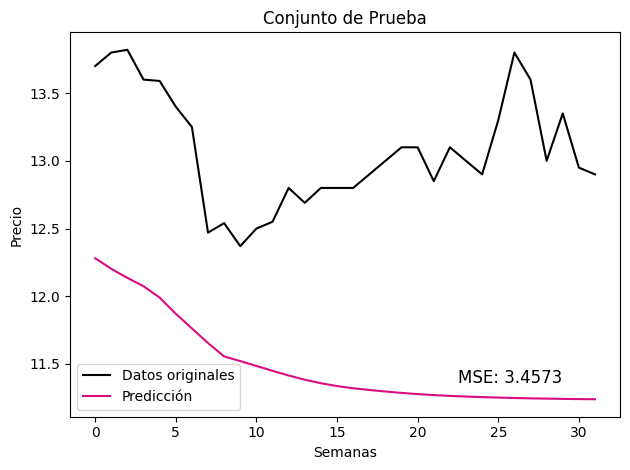 Conjunto de Prueba
Precio
13.5
13.0
12.5
12.0
11.5
Datos originales
Predicción
MSE: 3.4573
0 5 10 15 20 25 30
Semanas